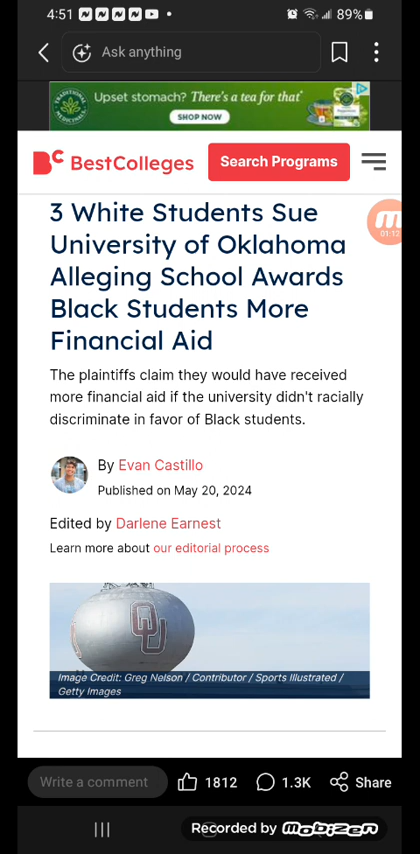 4:51
89%
Ask anything
TRADITIONAL MEDICINALS
Upset stomach? There's a tea for that
SHOP NOW
BC BestColleges
Search Programs
3 White Students Sue
University of Oklahoma
Alleging School Awards
Black Students More
Financial Aid
01:12
The plaintiffs claim they would have received
more financial aid if the university didn't racially
discriminate in favor of Black students.
By Evan Castillo
Published on May 20, 2024
Edited by Darlene Earnest
Learn more about our editorial process
OU
Image Credit: Greg Nelson / Contributor / Sports Illustrated /
Getty Images
Write a comment
1812
1.3K
Share
Recorded by Mobizen